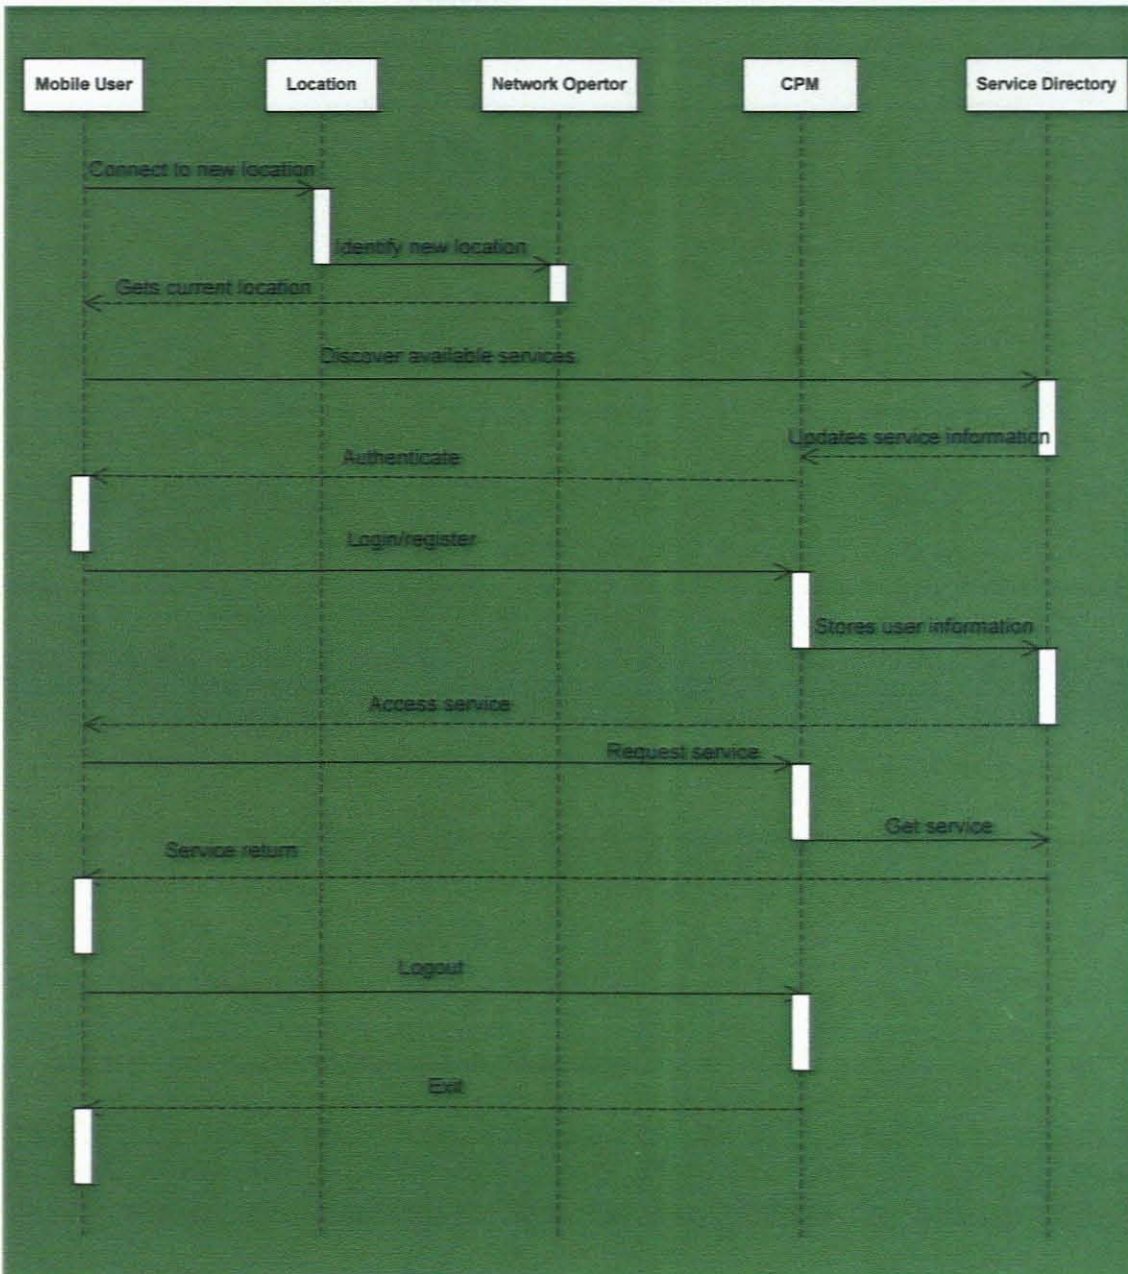 Mobile User
Location
Network Opertor
CPM
Service Directory
Connect to new location
Identify new location
Gets current location
Discover available services
Updates service information
Authenticate
Login/register
Stores user information
Access service
Request service
Get service
Service return
Logout
Exit